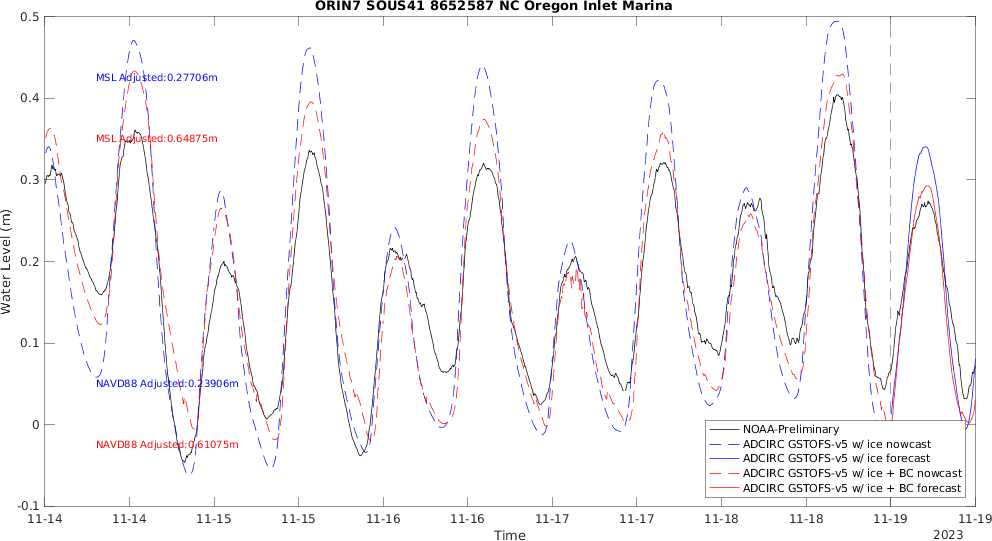 ORIN7 SOUS41 8652587 NC Oregon Inlet Marina
0.5
0.4
0.3
0.2
0.1
0
-0.1
Water Level (m)
MSL Adjusted:0.27706m
MSL Adjusted:0.64875m
NAVD88 Adjusted:0.23906m
NAVD88 Adjusted:0.61075m
NOAA-Preliminary
ADCIRC GSTOFS-v5 w/ ice nowcast
ADCIRC GSTOFS-v5 w/ ice forecast
ADCIRC GSTOFS-v5 w/ ice + BC nowcast
ADCIRC GSTOFS-v5 w/ ice + BC forecast
11-14 11-14 11-15 11-15 11-16 11-16 11-17 11-17 11-18 11-18 11-19 11-19
Time
2023